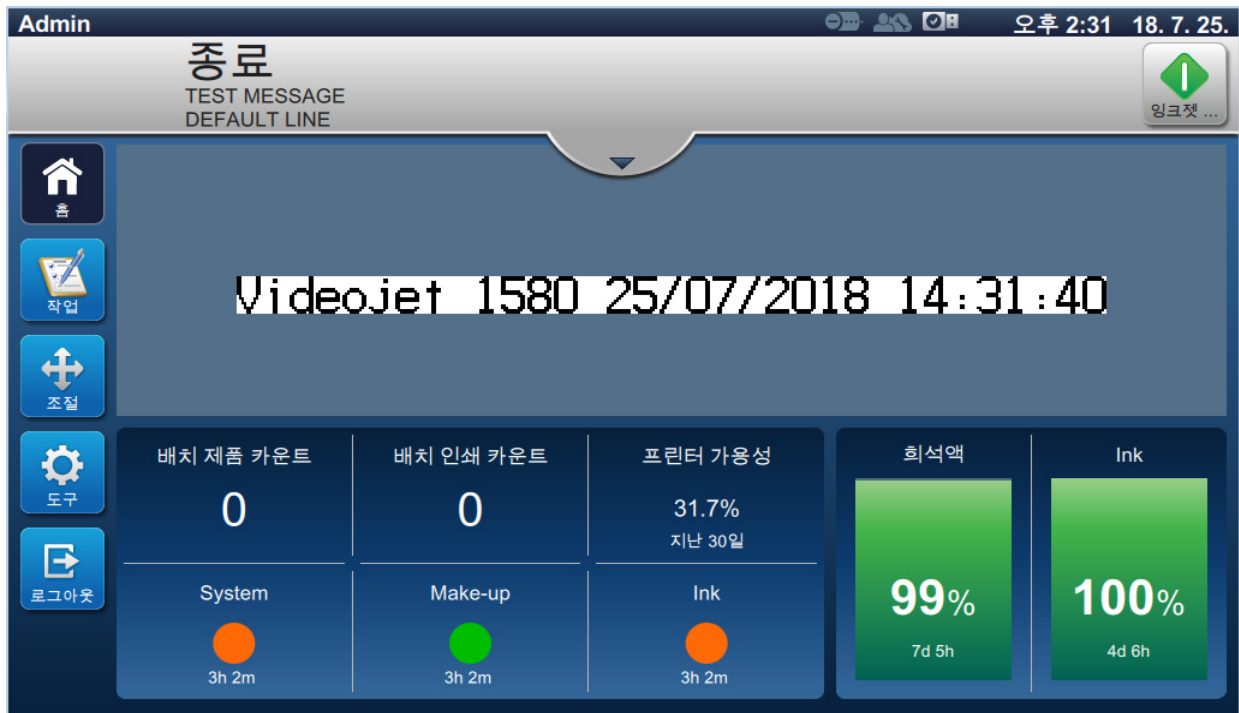 Admin
오후 2:31 18. 7. 25.
종료
TEST MESSAGE
DEFAULT LINE
잉크젯 ...
홈
작업
조절
도구
로그아웃
Videojet 1580 25/07/2018 14:31:40
배치 제품 카운트
0
배치 인쇄 카운트
0
프린터 가용성
31.7%
지난 30일
System
3h 2m
Make-up
3h 2m
Ink
3h 2m
희석액
99%
7d 5h
Ink
100%
4d 6h